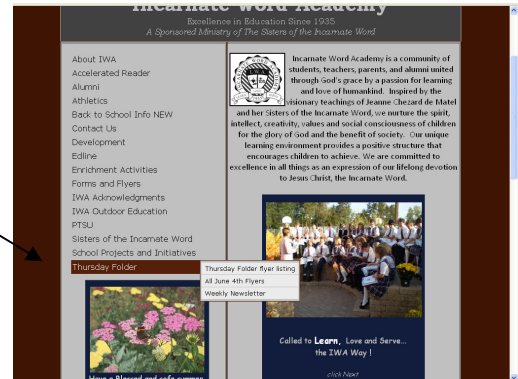 Incarnate Word Academy
Excellence in Education Since 1935
A Sponsored Ministry of The Sisters of the Incarnate Word
About IWA
Accelerated Reader
Alumni
Athletics
Back to School Info NEW
Contact Us
Development
Edline
Enrichment Activities
Forms and Flyers
IWA Acknowledgments
IWA Outdoor Education
PTSU
Sisters of the Incarnate Word
School Projects and Initiatives
Thursday Folder
Thursday Folder flyer listing
All June 4th Flyers
Weekly Newsletter
Have a Blessed and safe summer
IWA
Incarnate Word Academy is a community of
students, teachers, parents, and alumni united
through God's grace by a passion for learning
and love of humankind. Inspired by the
visionary teachings of Jeanne Chezard de Matel
and her Sisters of the Incarnate Word, we nurture the spirit,
intellect, creativity, values and social consciousness of children
for the glory of God and the benefit of society. Our unique
learning environment provides a positive structure that
encourages children to achieve. We are committed to
excellence in all things as an expression of our lifelong devotion
to Jesus Christ, the Incarnate Word.
Called to Learn, Love and Serve...
the IWA Way !
click Next